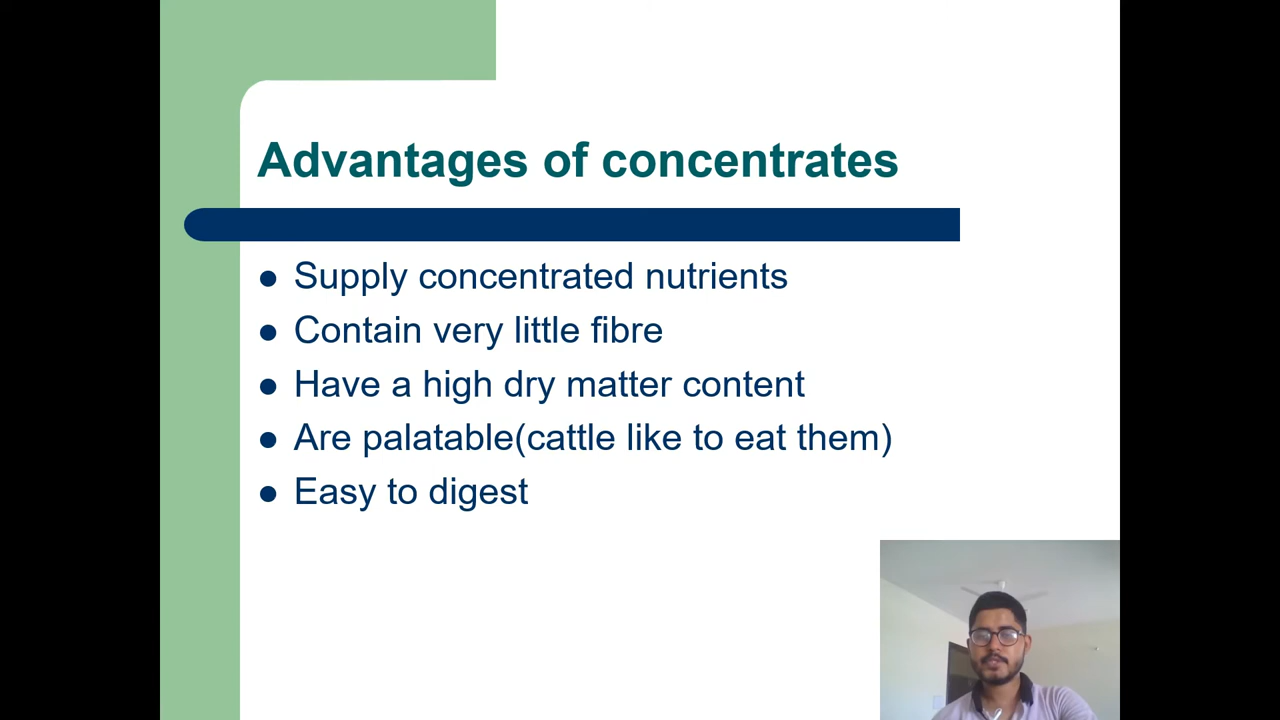 Advantages of concentrates
Supply concentrated nutrients
Contain very little fibre
Have a high dry matter content
Are palatable(cattle like to eat them)
Easy to digest